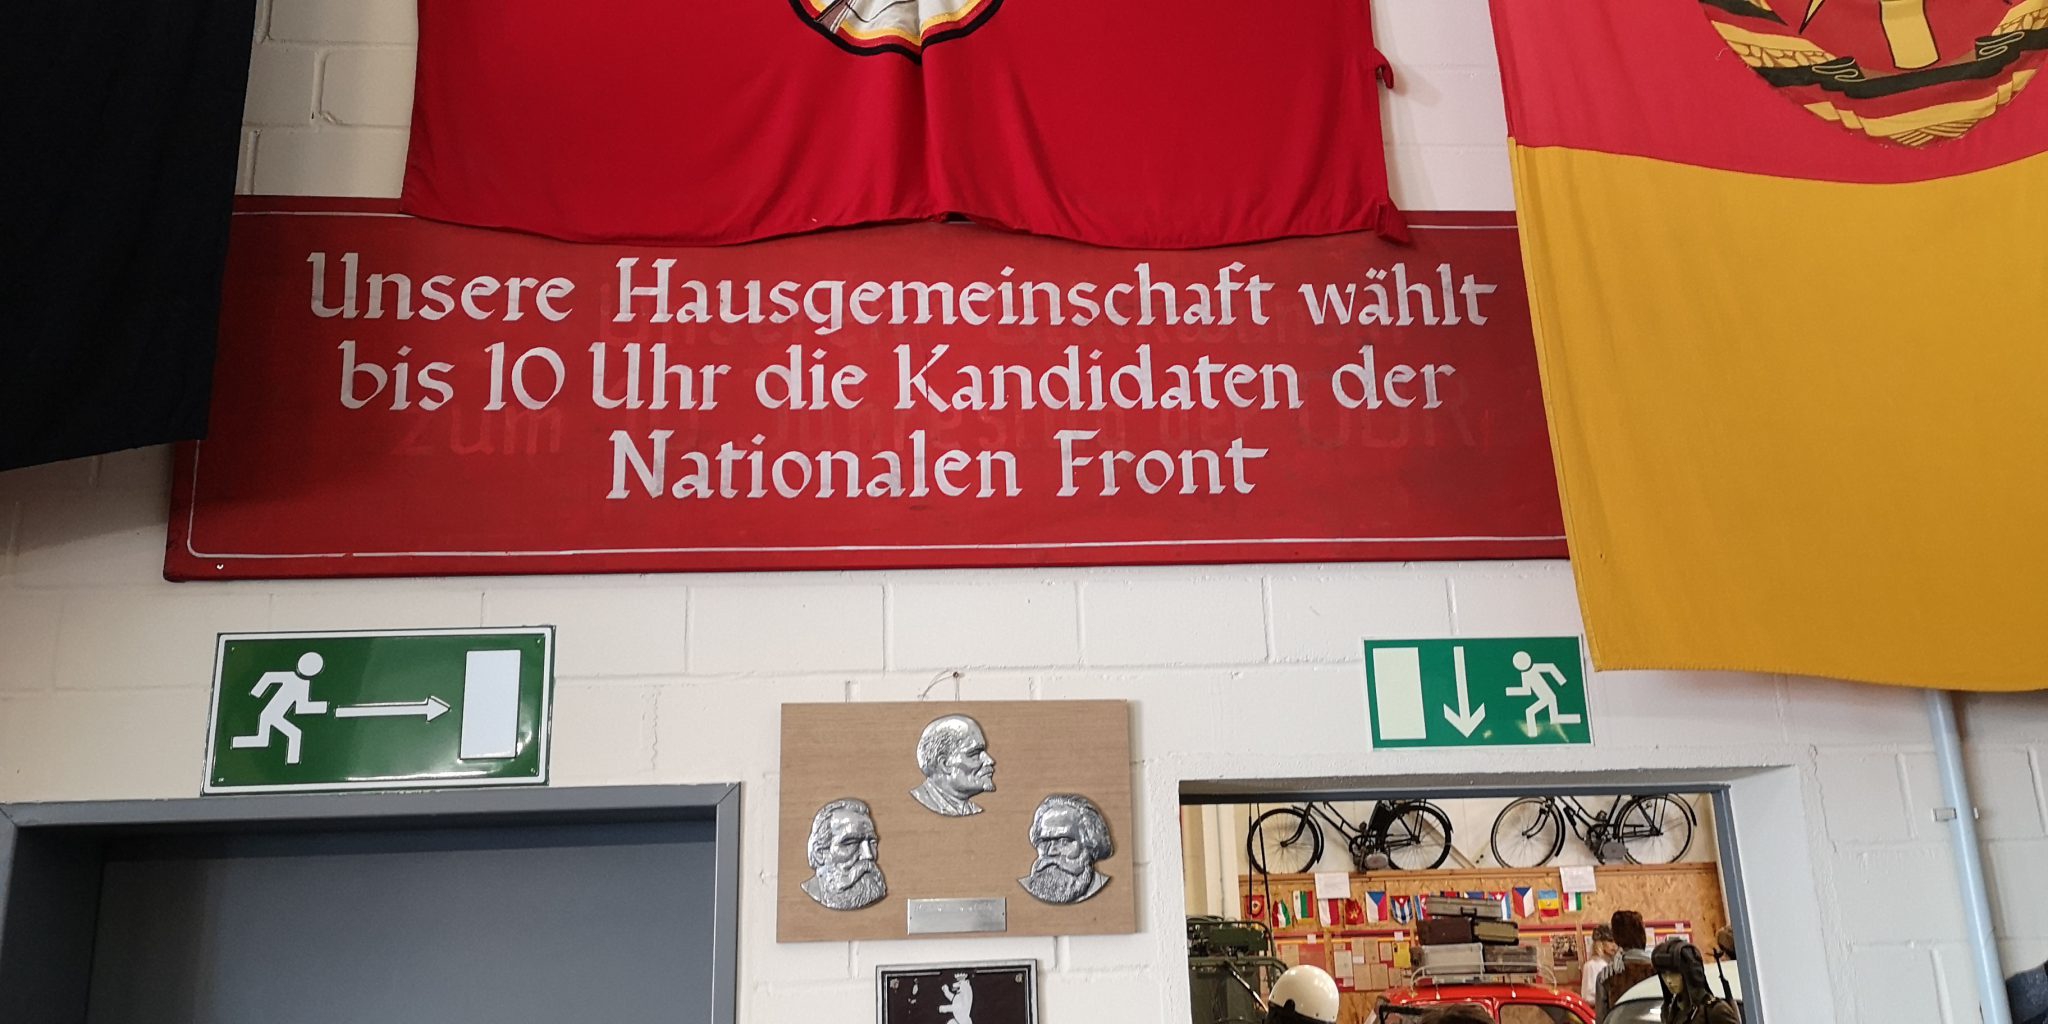 Unsere Hausgemeinschaft wählt
bis 10 Uhr die Kandidaten der
Nationalen Front